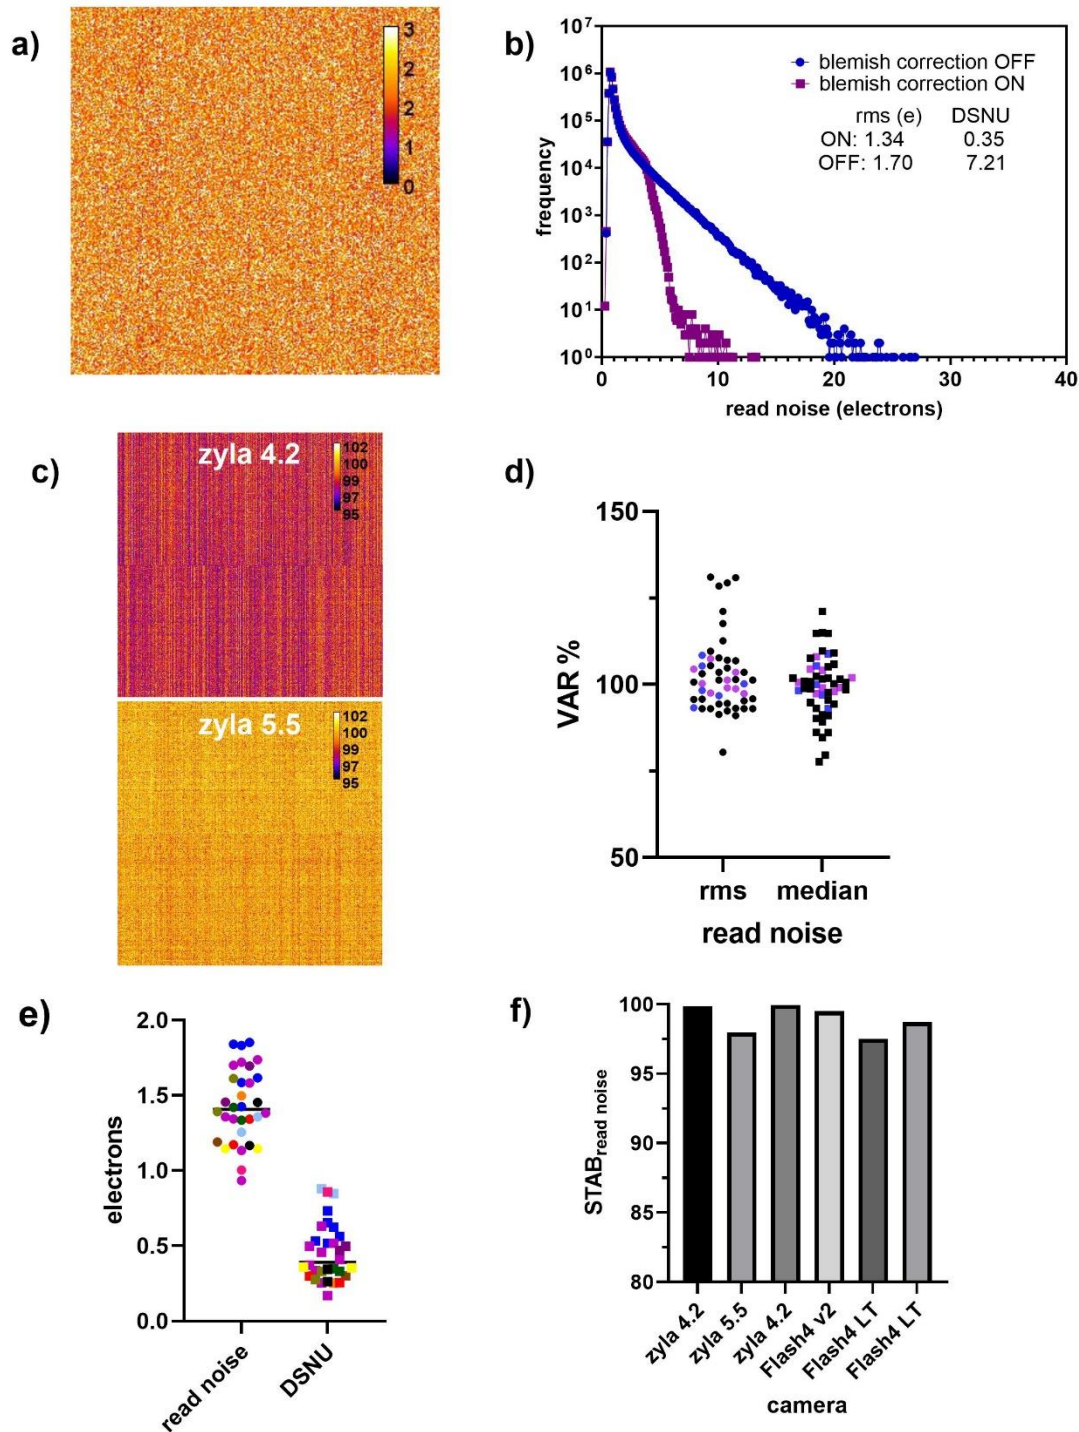 a)
3
2
1
0
b)
10^7
10^6
10^5
10^4
10^3
10^2
10^1
10^0
frequency
blemish correction OFF
blemish correction ON
rms (e) DSNU
ON: 1.34 0.35
OFF: 1.70 7.21
0 10 20 30 40
read noise (electrons)
c)
zyla 4.2
102
100
99
97
95
zyla 5.5
102
100
99
97
95
d)
150
100
50
VAR %
rms median
read noise
e)
2.0
1.5
1.0
0.5
0.0
electrons
read noise
DSNU
f)
100
95
90
85
80
STAB_read noise
zyla 4.2
zyla 5.5
zyla 4.2
Flash4 v2
Flash4 LT
Flash4 LT
camera